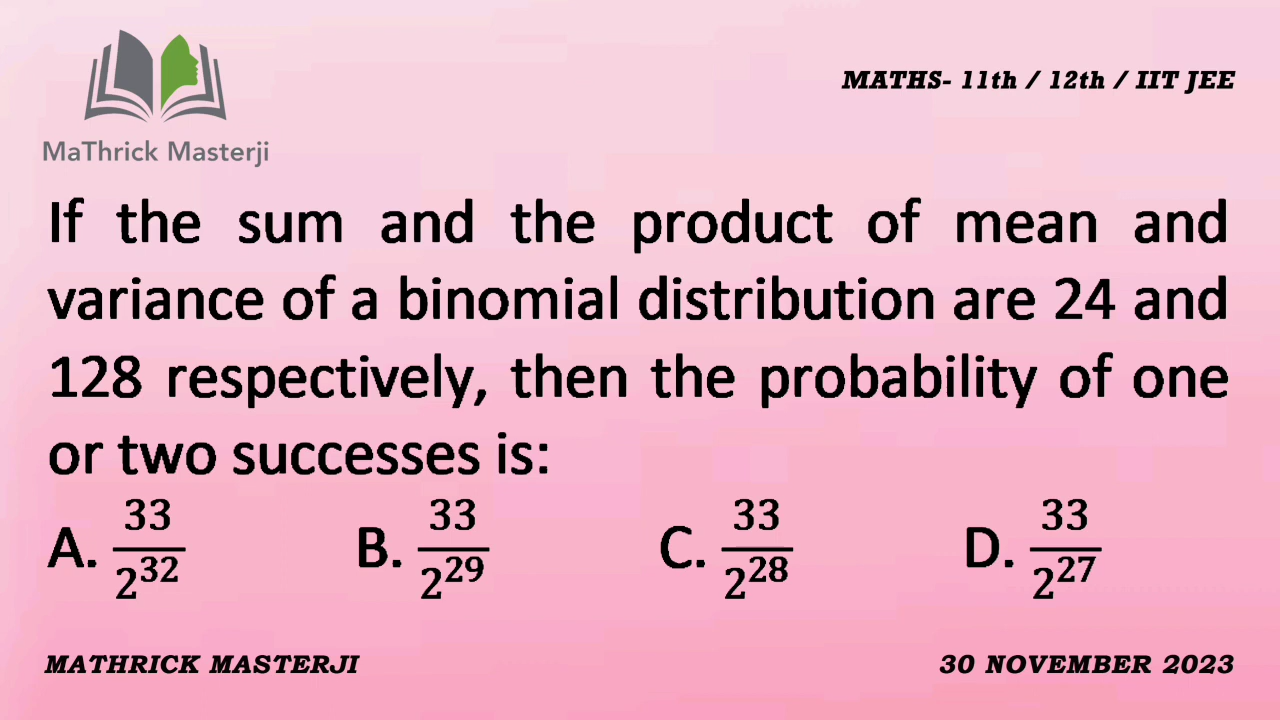 MaThrick Masterji
MATHS- 11th / 12th / IIT JEE
If the sum and the product of mean and
variance of a binomial distribution are 24 and
128 respectively, then the probability of one
or two successes is:
A. 33/2^32 B. 33/2^29 C. 33/2^28 D. 33/2^27
MATHRICK MASTERJI
30 NOVEMBER 2023